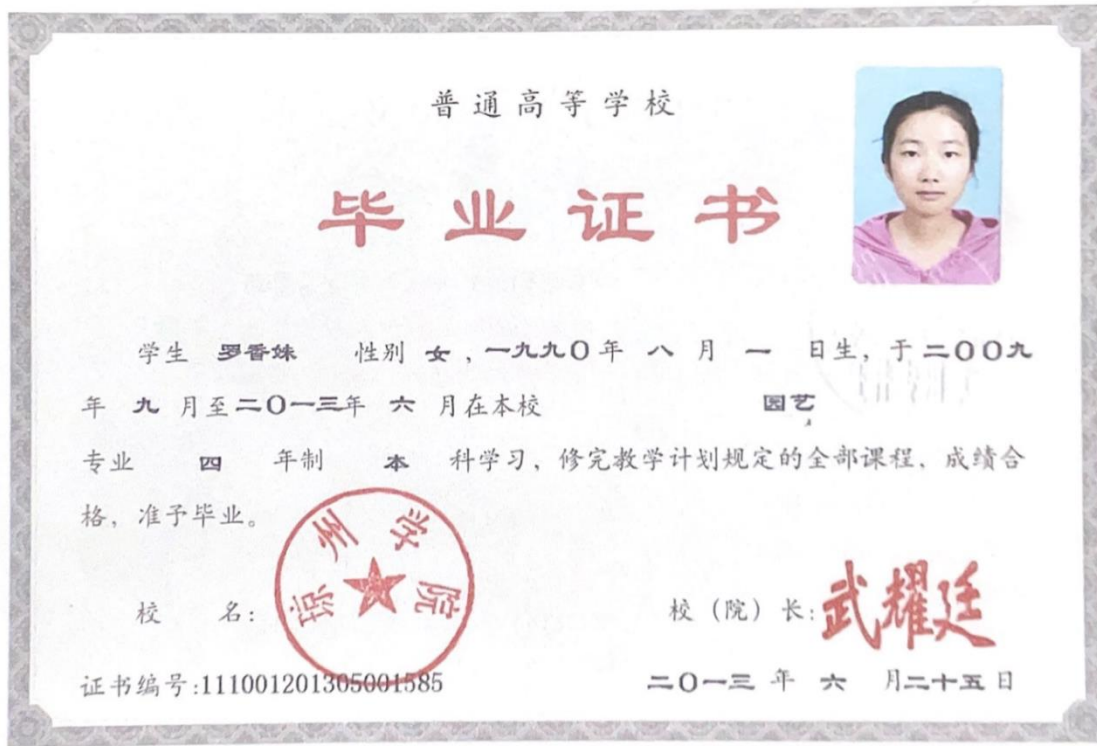 普通高等学校
毕业证书
学生 罗香妹 性别 女，一九九〇年 八 月 一 日生，于二〇〇九
年 九 月至二〇一三年 六 月在本校 园艺
专业 四 年制 本 科学习，修完教学计划规定的全部课程，成绩合
格，准予毕业。
琼州学院
校 名：
校（院）长：武耀廷
证书编号:111001201305001585
二〇一三 年 六 月二十五日